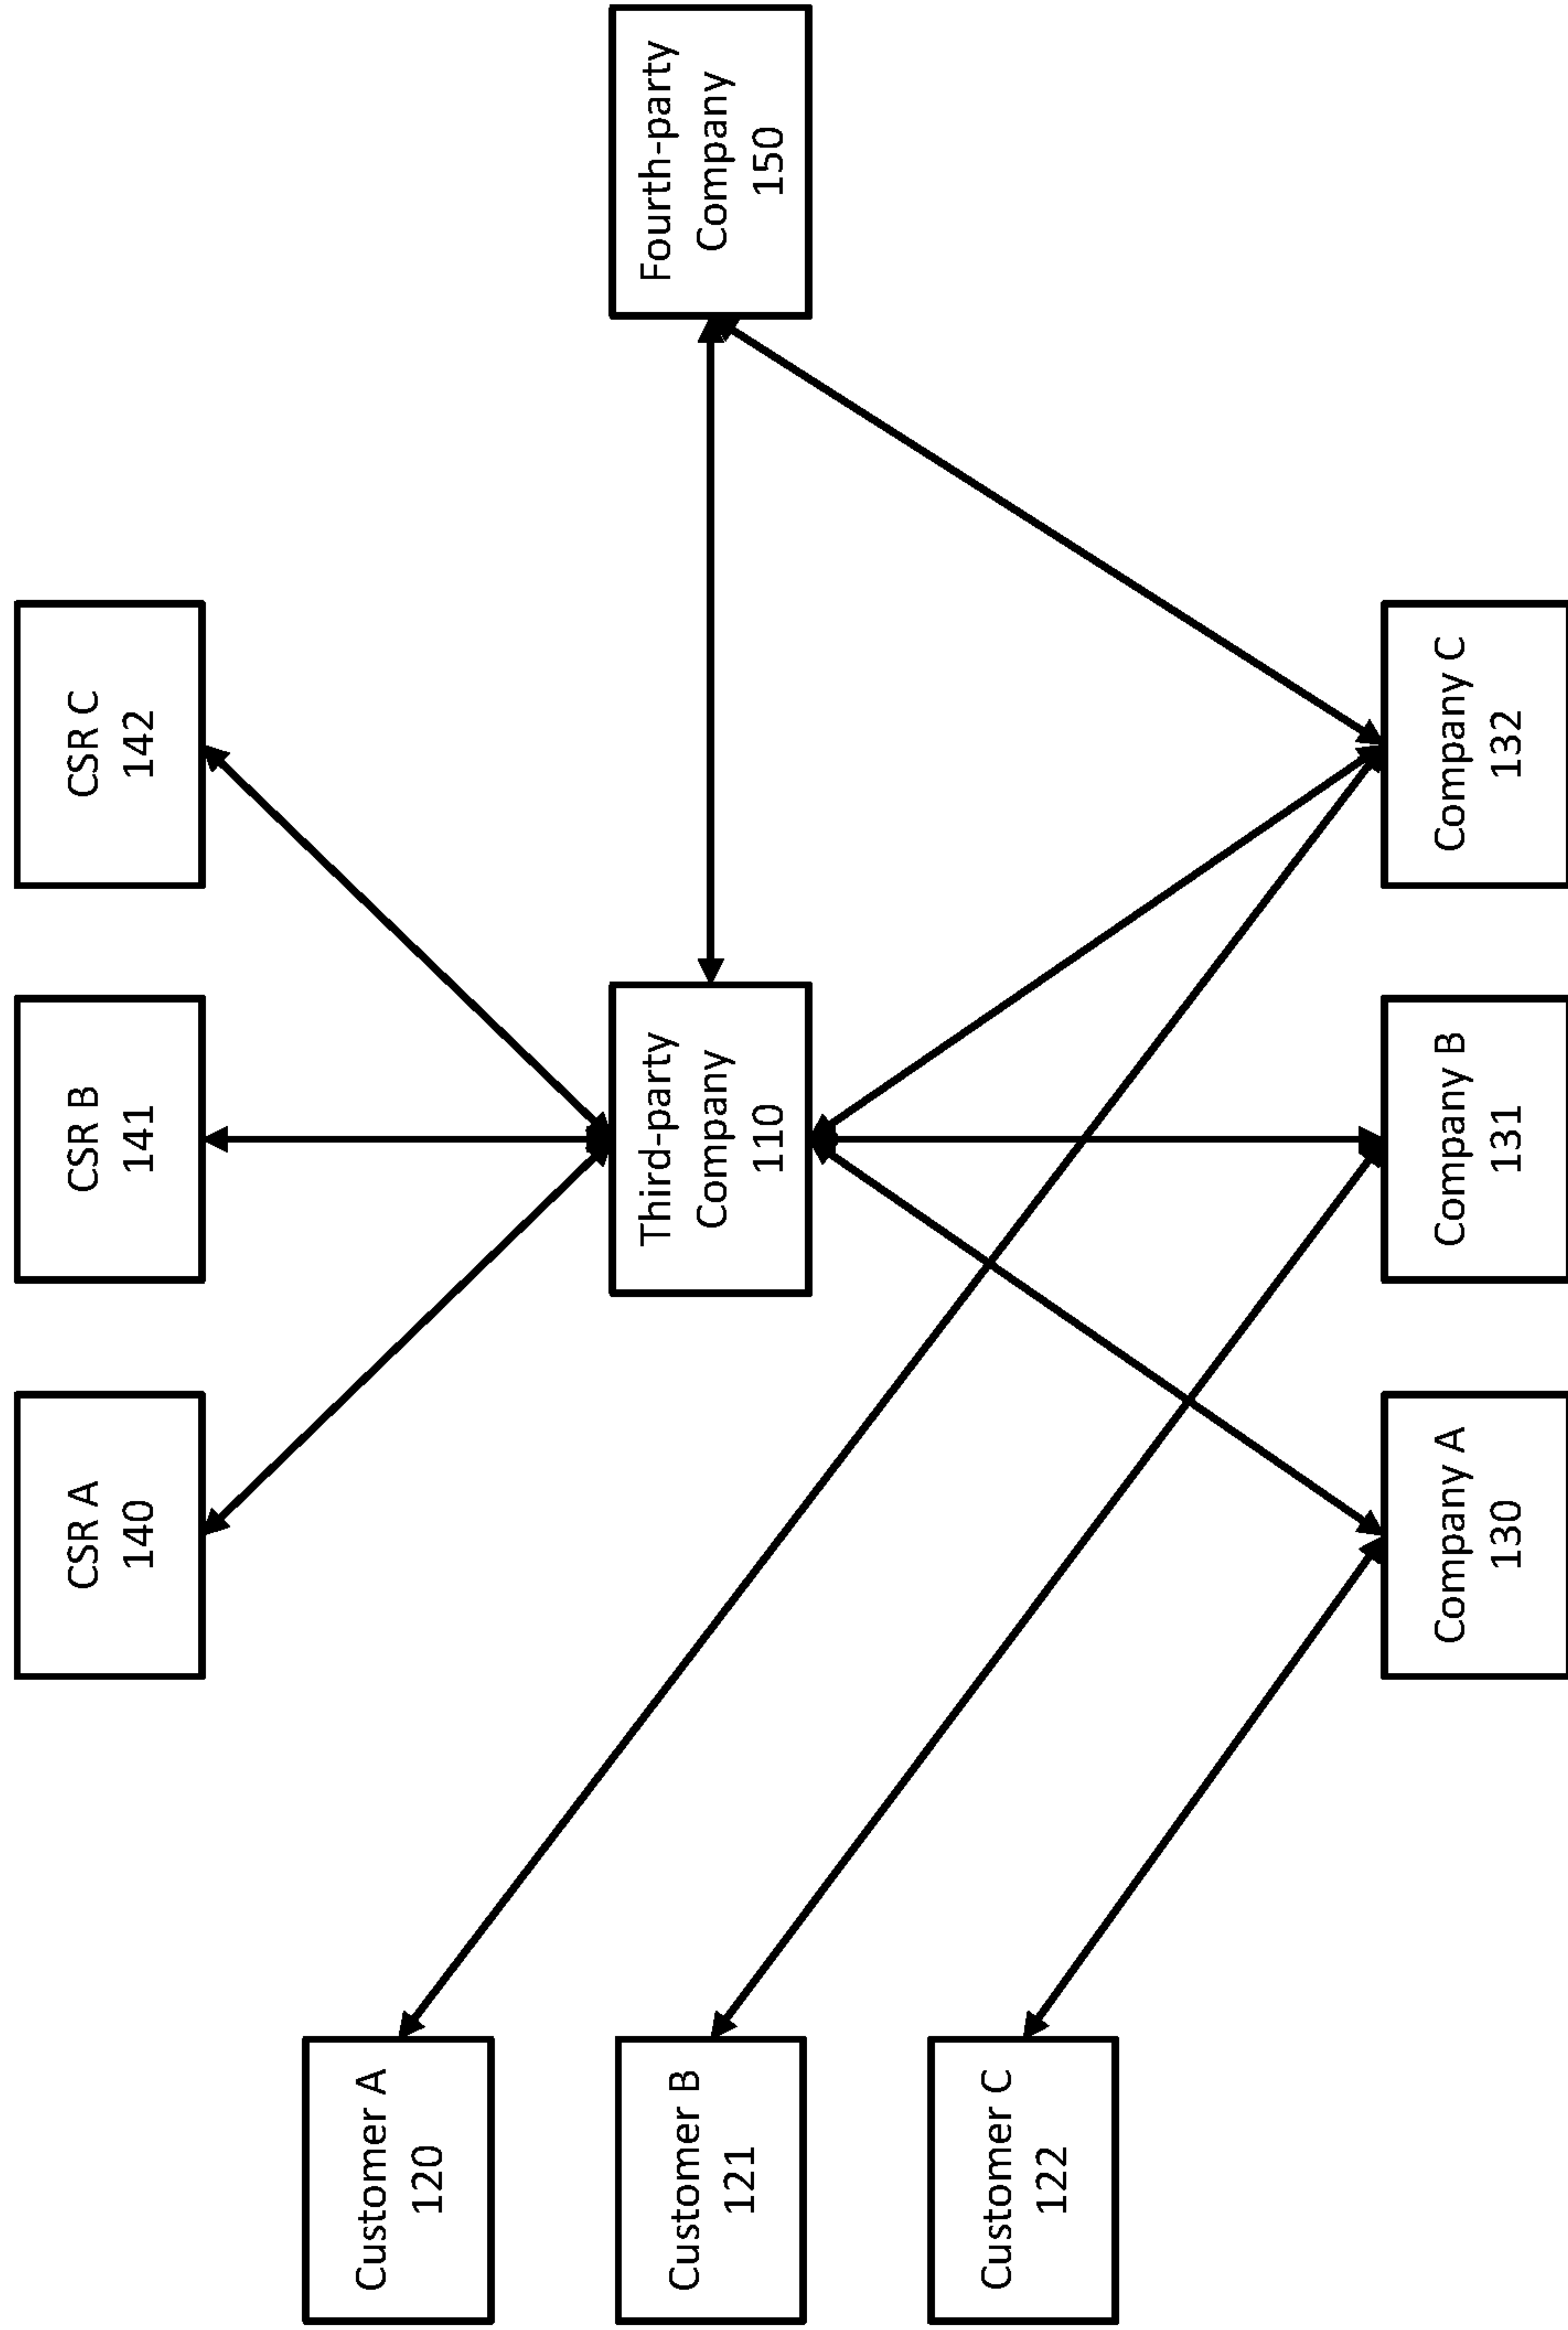 CSR A
140
CSR B
141
CSR C
142
Customer A
120
Customer B
121
Customer C
122
Third-party
Company
110
Fourth-party
Company
150
Company A
130
Company B
131
Company C
132